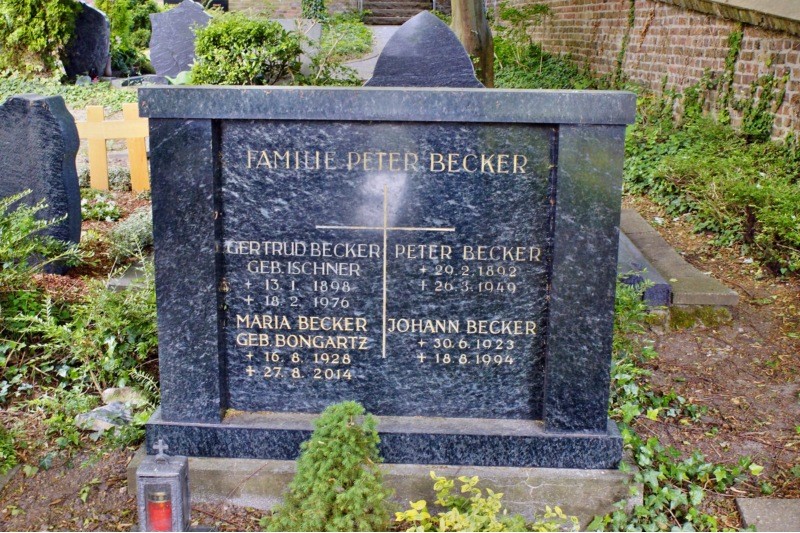 FAMILIE PETER BECKER
GERTRUD BECKER
GEB. ISCHNER
+ 13. 1. 1898
+ 18. 2. 1976
PETER BECKER
+ 29. 2. 1892
+ 26. 3. 1949
MARIA BECKER
GEB. BONGARTZ
+ 16. 8. 1928
+ 27. 8. 2014
JOHANN BECKER
+ 30. 6. 1923
+ 18. 8. 1994